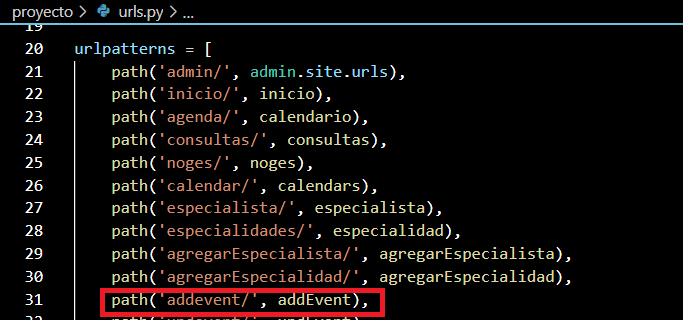 proyecto > urls.py > ...
19
20 urlpatterns = [
21 path('admin/', admin.site.urls),
22 path('inicio/', inicio),
23 path('agenda/', calendario),
24 path('consultas/', consultas),
25 path('noges/', noges),
26 path('calendar/', calendars),
27 path('especialista/', especialista),
28 path('especialidades/', especialidad),
29 path('agregarEspecialista/', agregarEspecialista),
30 path('agregarEspecialidad/', agregarEspecialidad),
31 path('addevent/', addEvent),
32